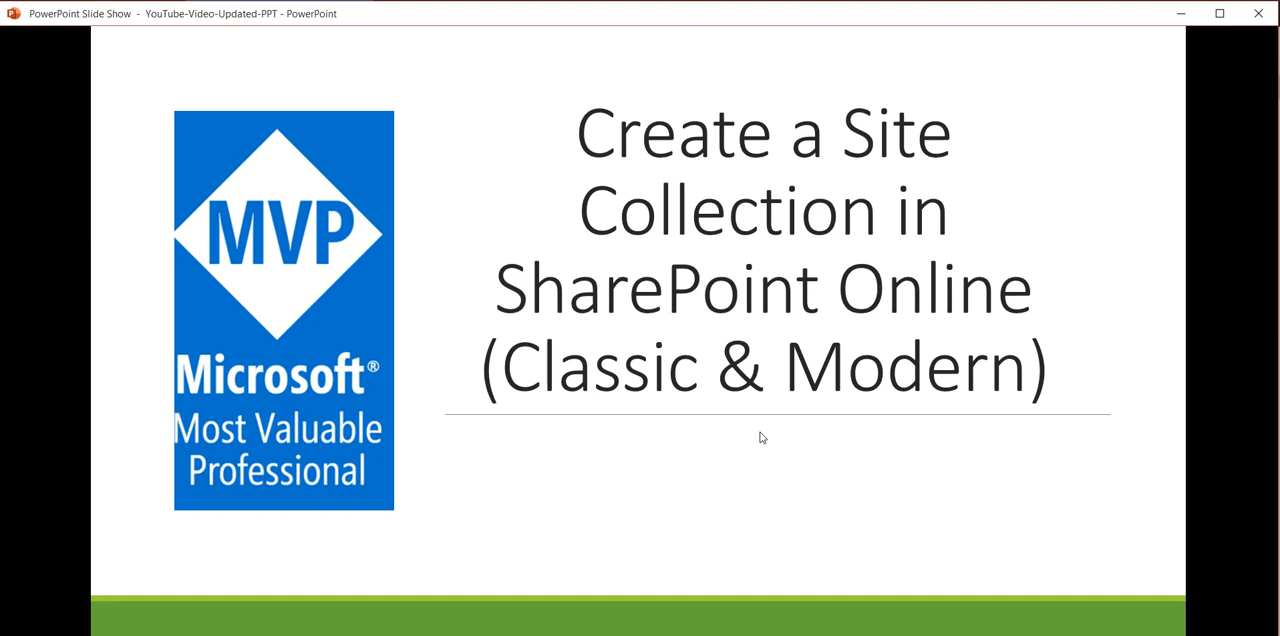 PowerPoint Slide Show - YouTube-Video-Updated-PPT - PowerPoint
MVP
Microsoft®
Most Valuable
Professional
Create a Site
Collection in
SharePoint Online
(Classic & Modern)